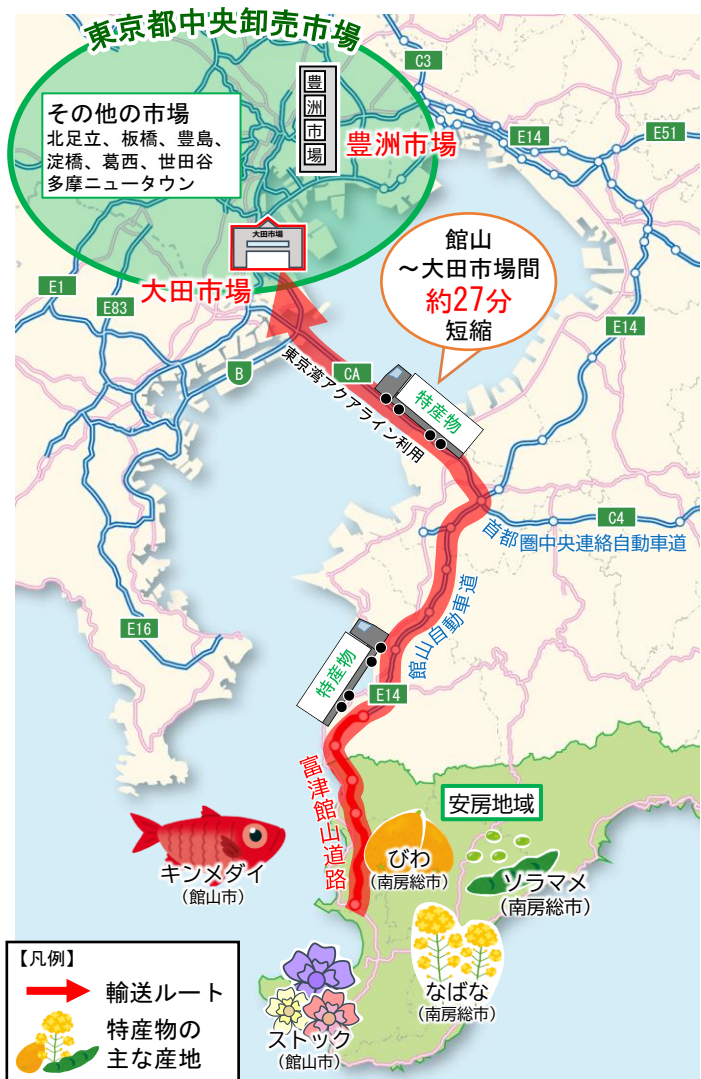 東京都中央卸売市場
C3
その他の市場
北足立、板橋、豊島、
淀橋、葛西、世田谷
多摩ニュータウン
豊洲市場
豊洲市場
E14
E51
大田市場
大田市場
館山
～大田市場間
約27分
短縮
E1
E83
E14
B
CA
東京湾アクアライン利用
特産物
C4
首都圏中央連絡自動車道
館山自動車道
E16
特産物
E14
富津館山道路
安房地域
キンメダイ
(館山市)
びわ
(南房総市)
ソラマメ
(南房総市)
なばな
(南房総市)
ストック
(館山市)
【凡例】
輸送ルート
特産物の
主な産地